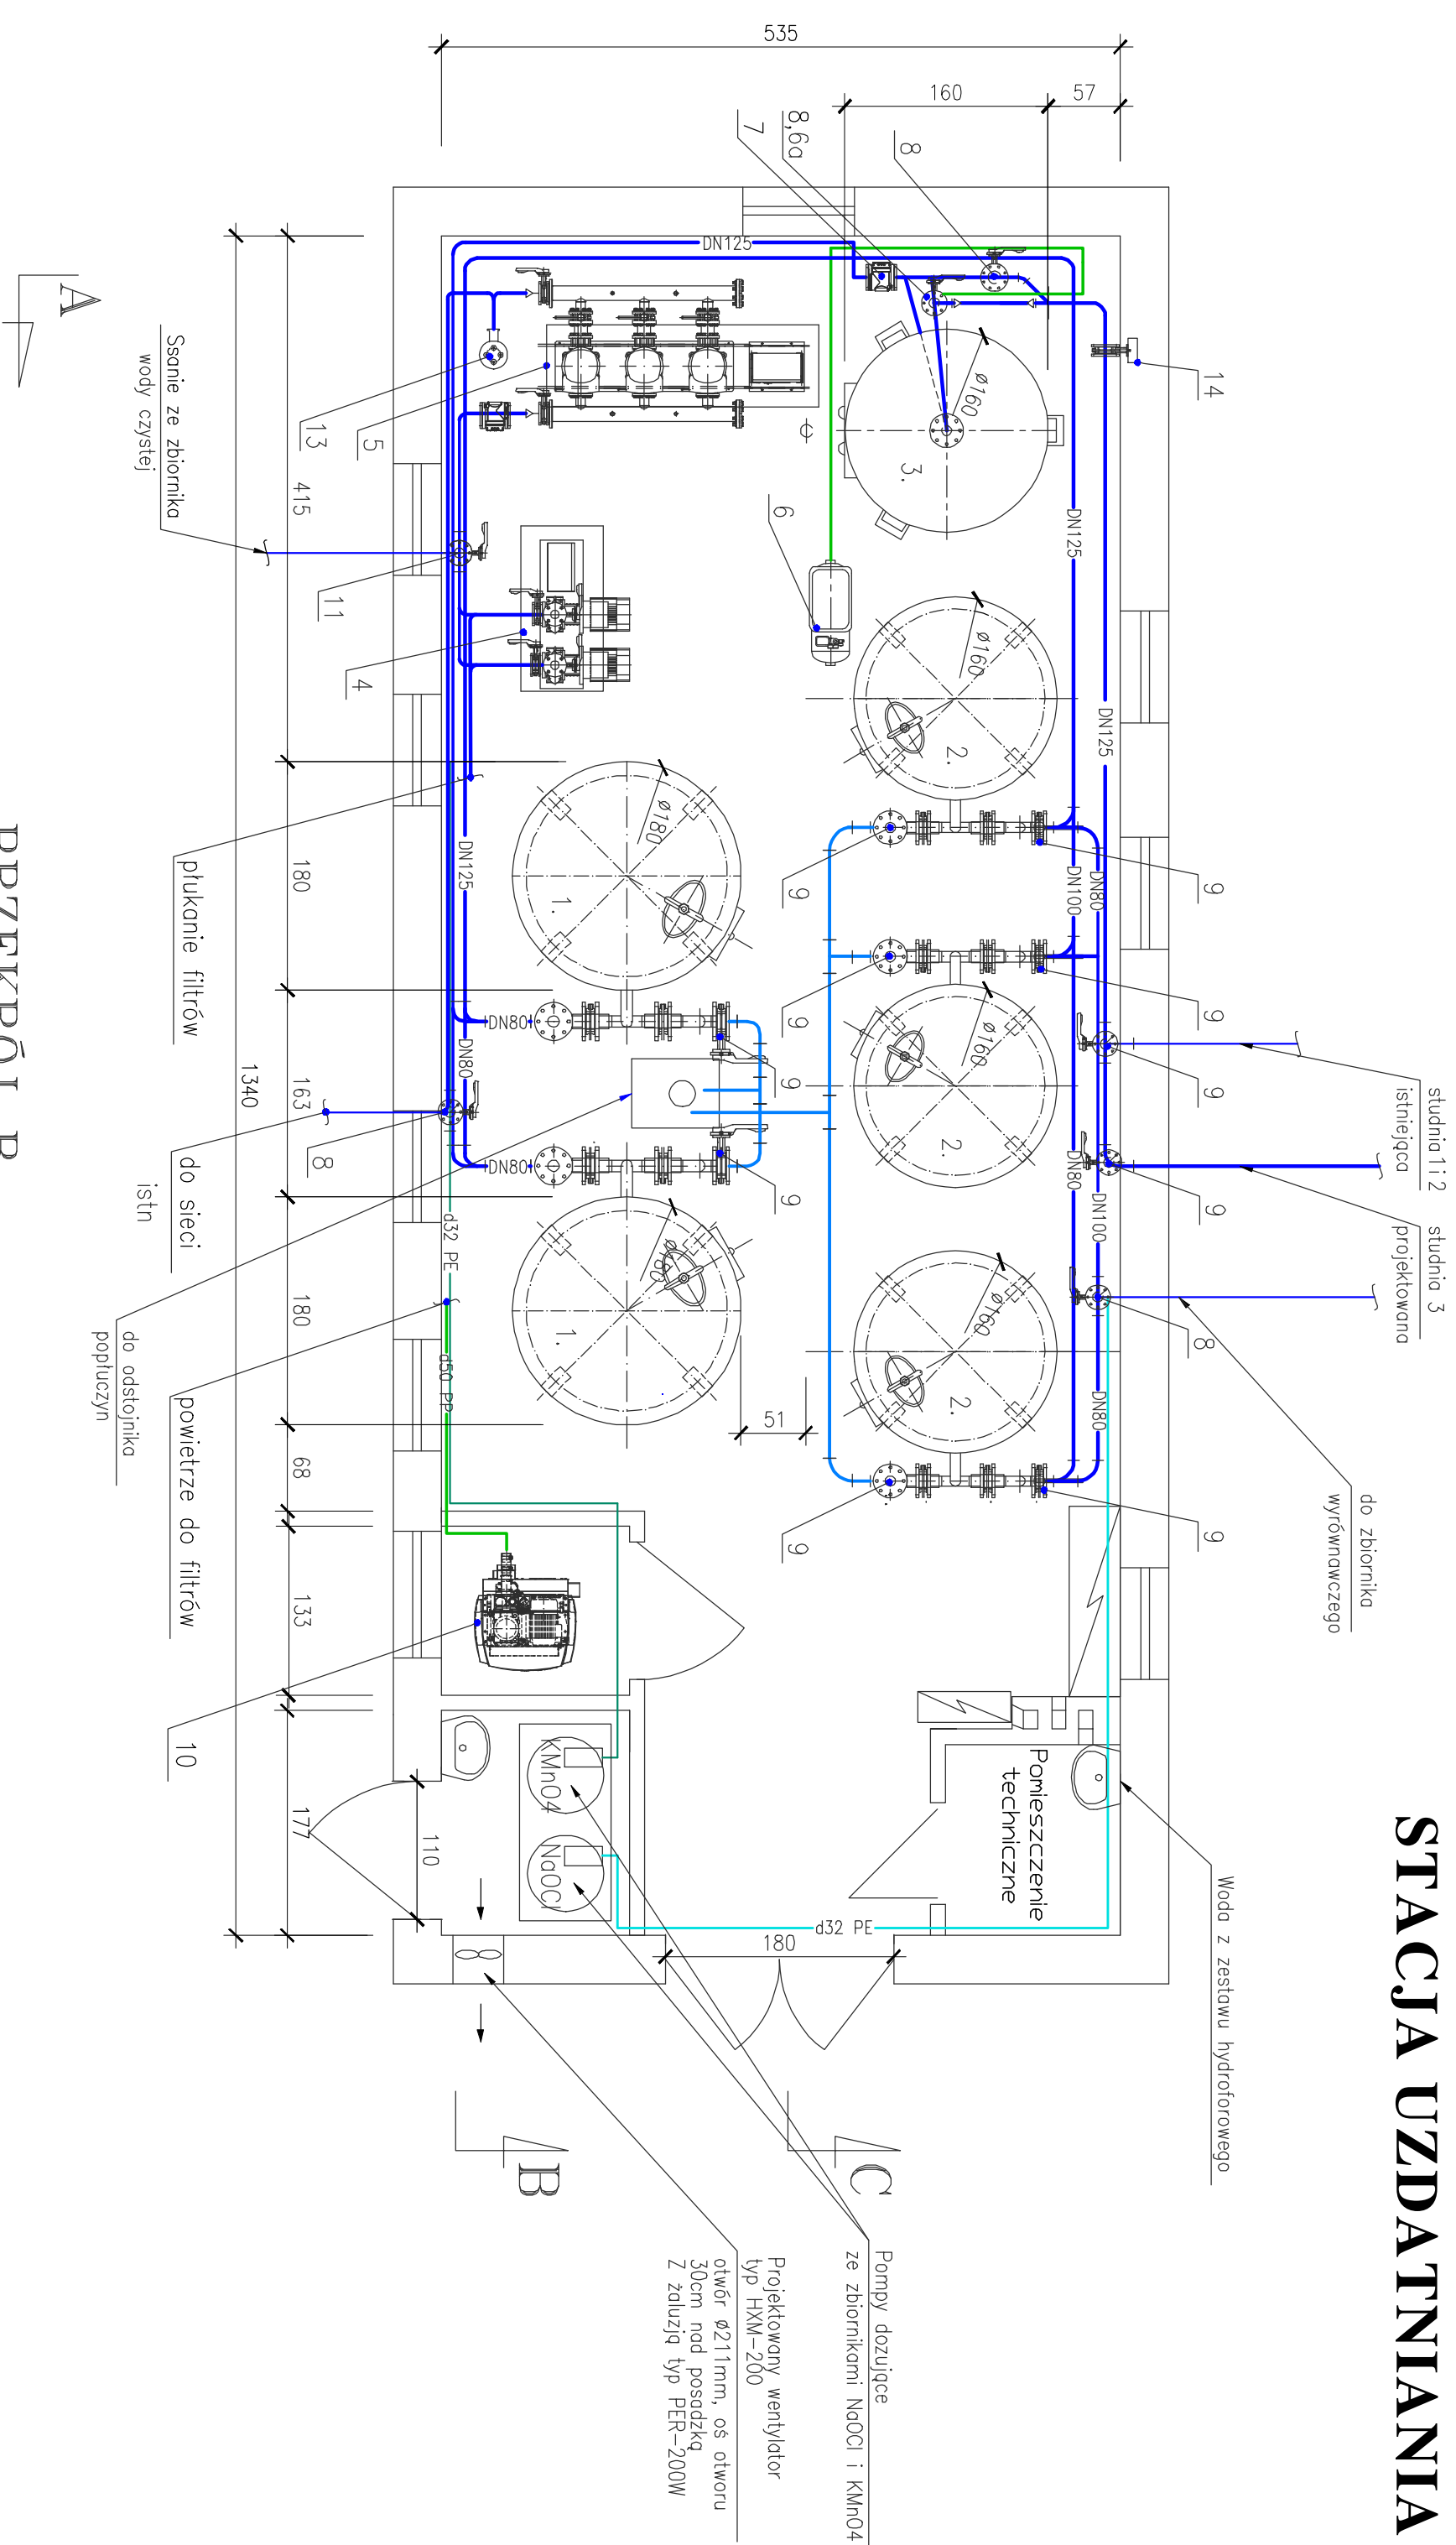 STACJA UZDATNIANIA
studnia1i 2
istniejąca
studnia 3
projektowana
do zbiornika
wyrównawczego
Woda z zestawu hydroforowego
14
9
9
9
9
8
9
535
57
160
8
8,6a
7
DN125
DN125
DN125
DN80
DN100
DN80
DN100
DN80
ø160
3.
ø160
2.
ø160
2.
ø160
2.
6
9
9
9
Pomieszczenie
techniczne
d32 PE
180
51
9
9
ø180
1.
1.
DN80
DN80
DN125
DN80
d32 PE
d50 PP
KMnO4
NaOCl
110
5
13
11
4
8
10
Ssanie ze zbiornika
wody czystej
płukanie filtrów
do sieci
istn
do odstojnika
popłuczyn
powietrze do filtrów
415
180
163
180
68
133
177
1340
A
B
C
Pompy dozujące
ze zbiornikami NaOCl i KMnO4
Projektowany wentylator
typ HXM-200
otwór ø211mm, oś otworu
30cm nad posadzką
Z żaluzją typ PER-200W